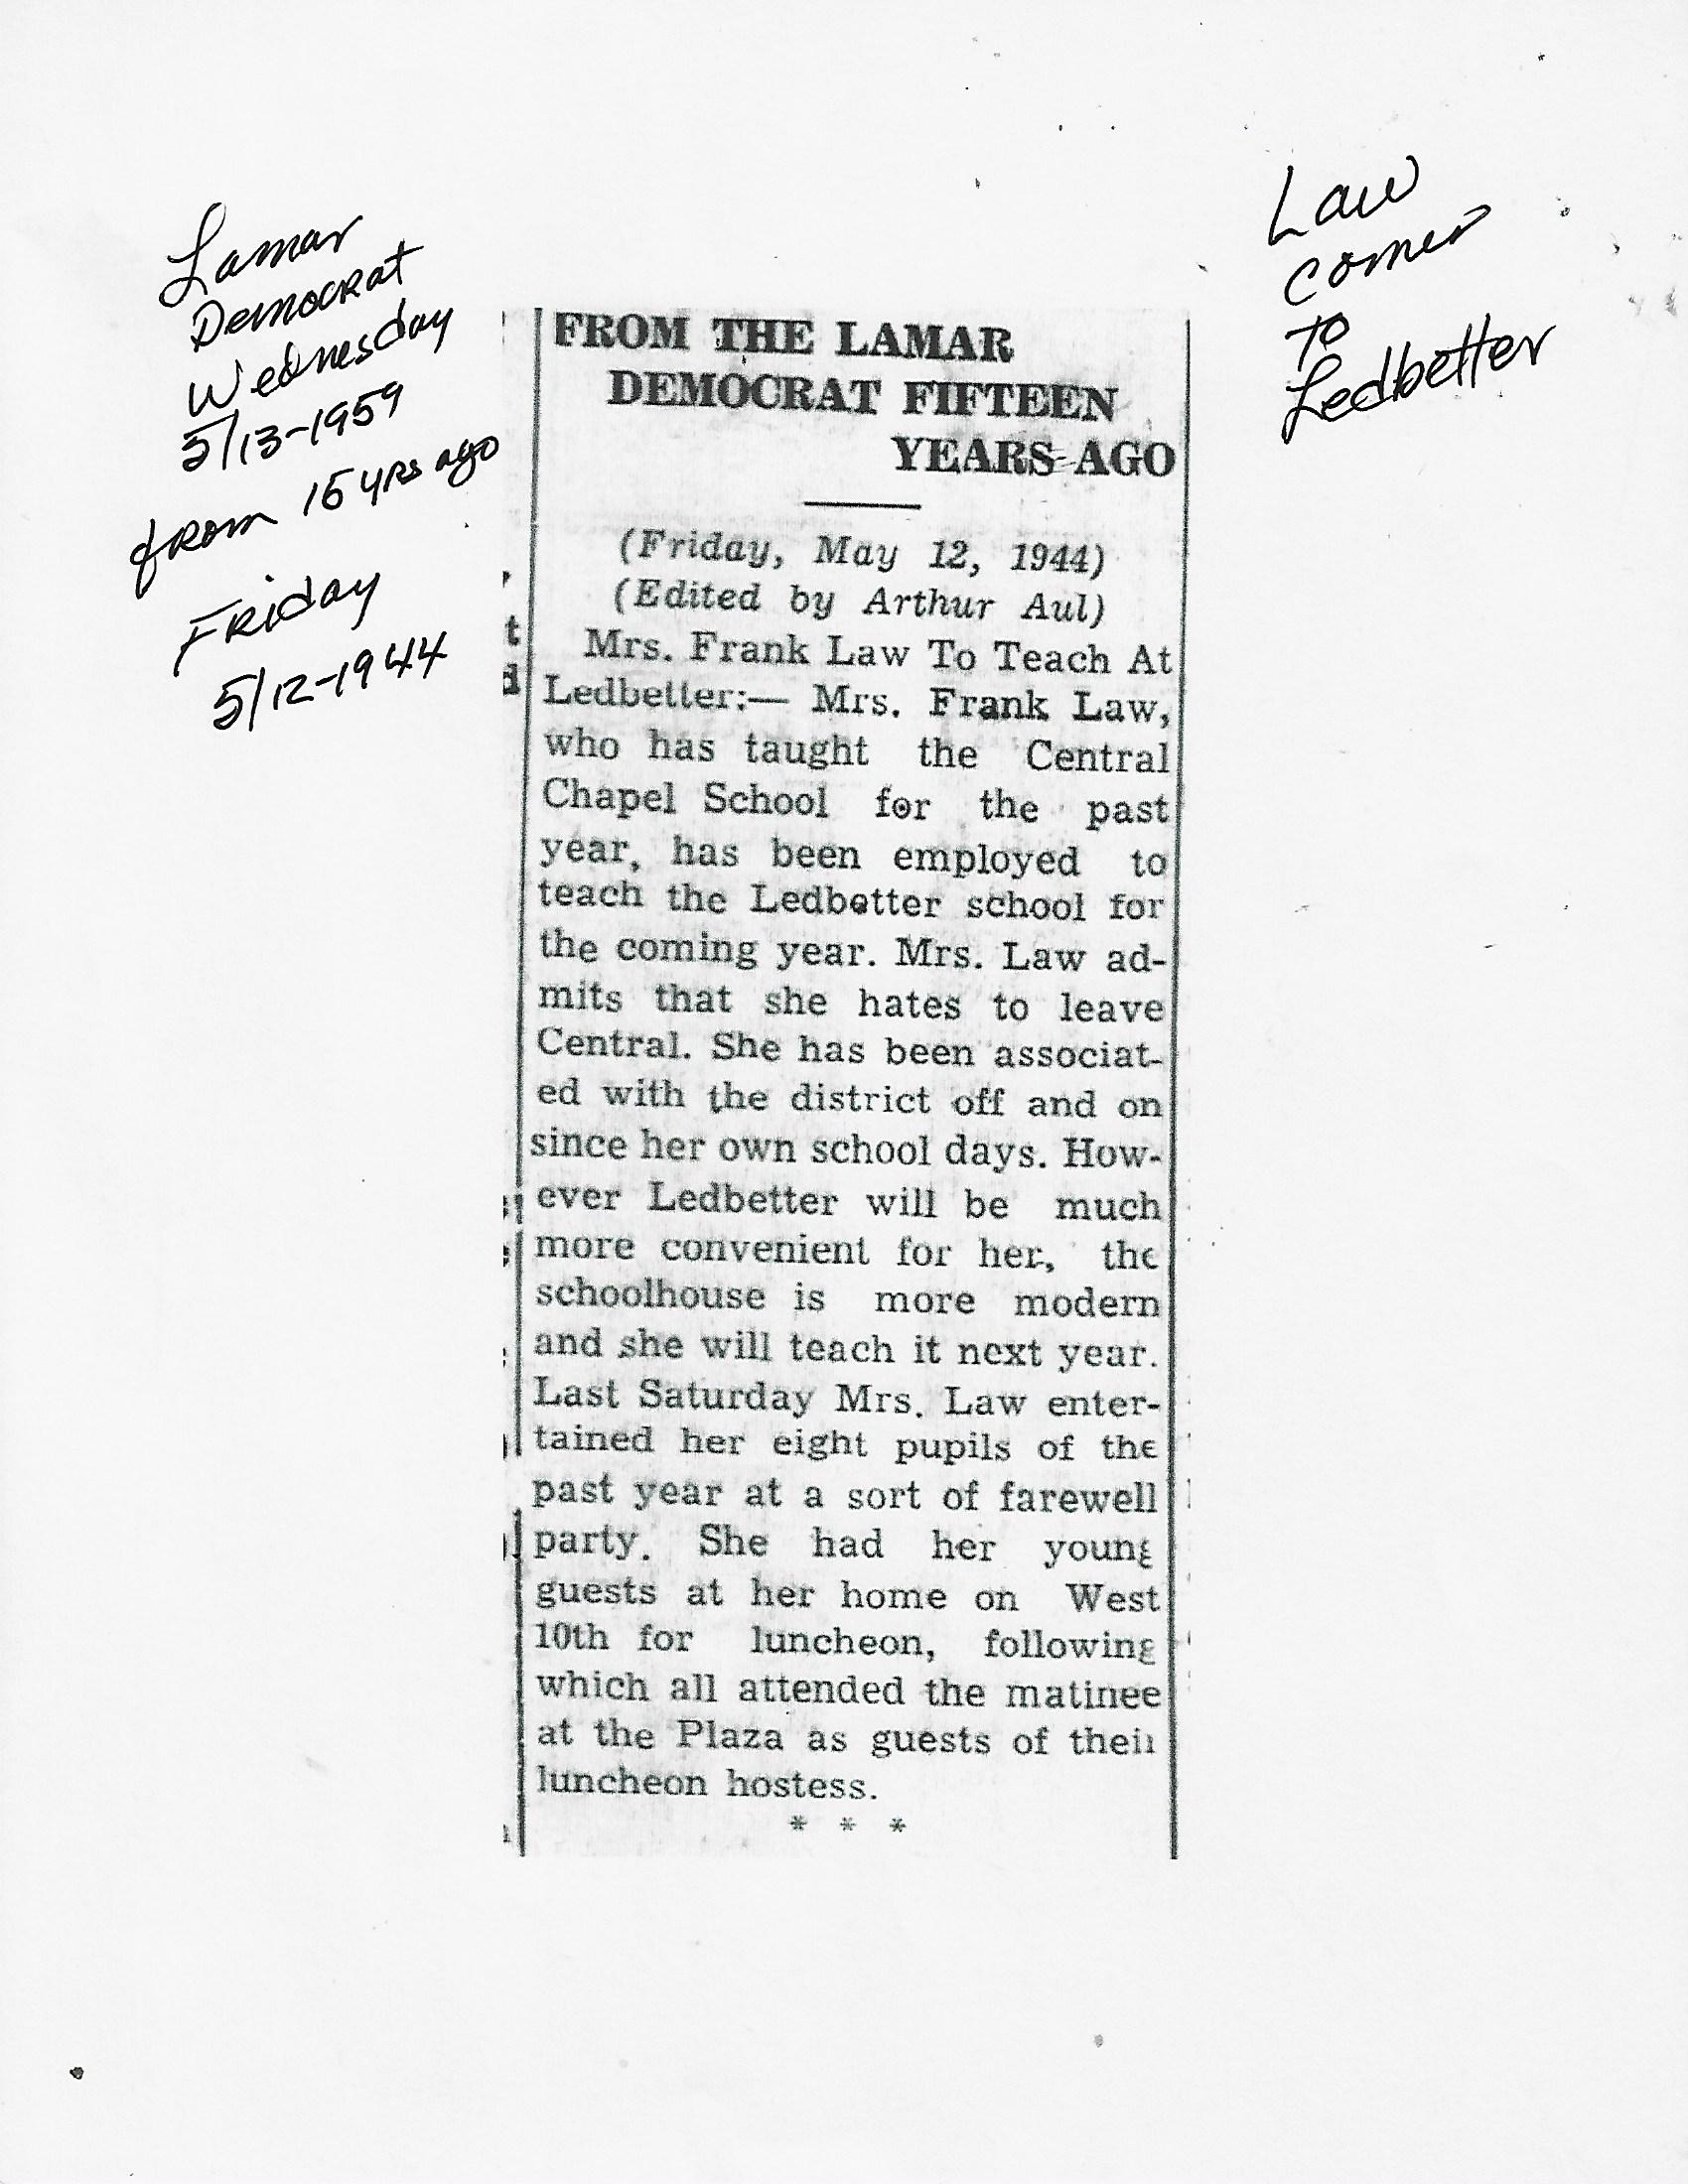 Lamar
Democrat
Wednesday
5/13-1959
from 15 yrs ago
Friday
5/12-1944
Law
comes
To
Ledbetter
FROM THE LAMAR
DEMOCRAT FIFTEEN
YEARS AGO
(Friday, May 12, 1944)
(Edited by Arthur Aul)
Mrs. Frank Law To Teach At
Ledbetter:— Mrs. Frank Law,
who has taught the Central
Chapel School for the past
year, has been employed to
teach the Ledbetter school for
the coming year. Mrs. Law ad-
mits that she hates to leave
Central. She has been associat-
ed with the district off and on
since her own school days. How-
ever Ledbetter will be much
more convenient for her, the
schoolhouse is more modern
and she will teach it next year.
Last Saturday Mrs. Law enter-
tained her eight pupils of the
past year at a sort of farewell
party. She had her young
guests at her home on West
10th for luncheon, following
which all attended the matinee
at the Plaza as guests of their
luncheon hostess.
* * *